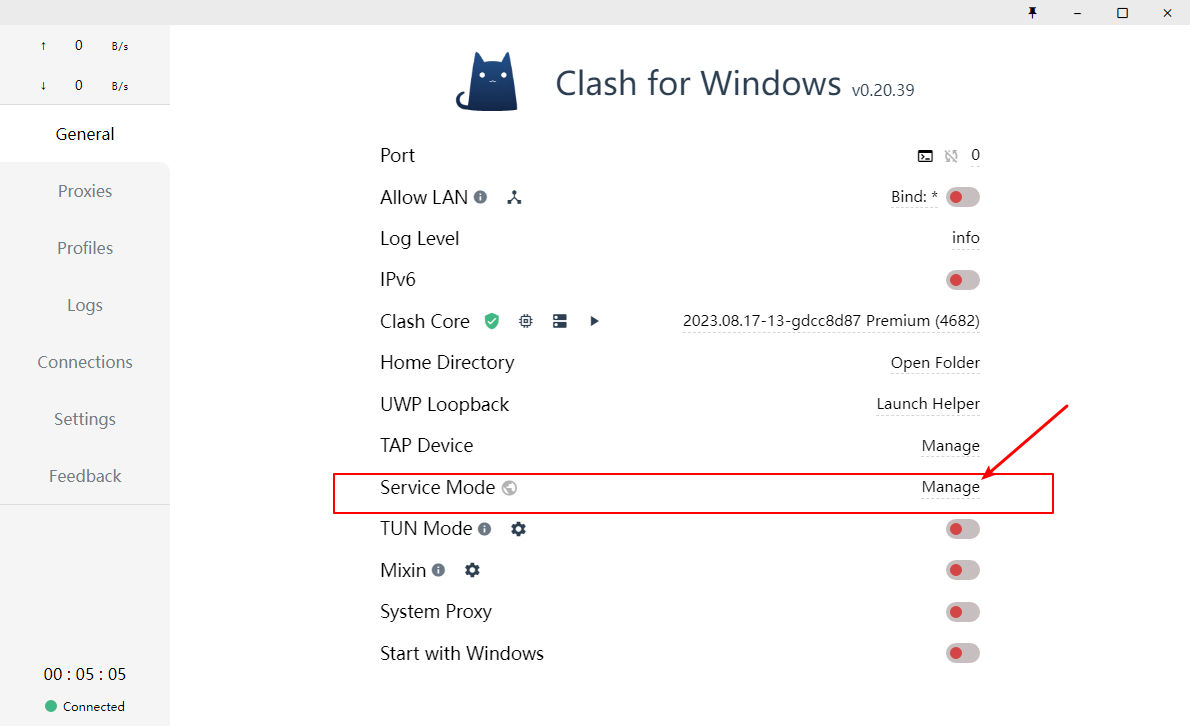 ↑ 0 B/s
↓ 0 B/s
General
Proxies
Profiles
Logs
Connections
Settings
Feedback
00 : 05 : 05
Connected
Clash for Windows v0.20.39
Port 0
Allow LAN Bind: *
Log Level info
IPv6
Clash Core 2023.08.17-13-gdcc8d87 Premium (4682)
Home Directory Open Folder
UWP Loopback Launch Helper
TAP Device Manage
Service Mode Manage
TUN Mode
Mixin
System Proxy
Start with Windows